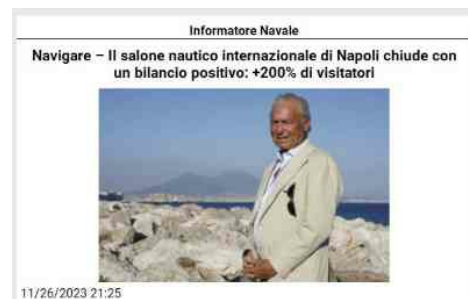 Informatore Navale
Navigare – Il salone nautico internazionale di Napoli chiude con
un bilancio positivo: +200% di visitatori
11/26/2023 21:25